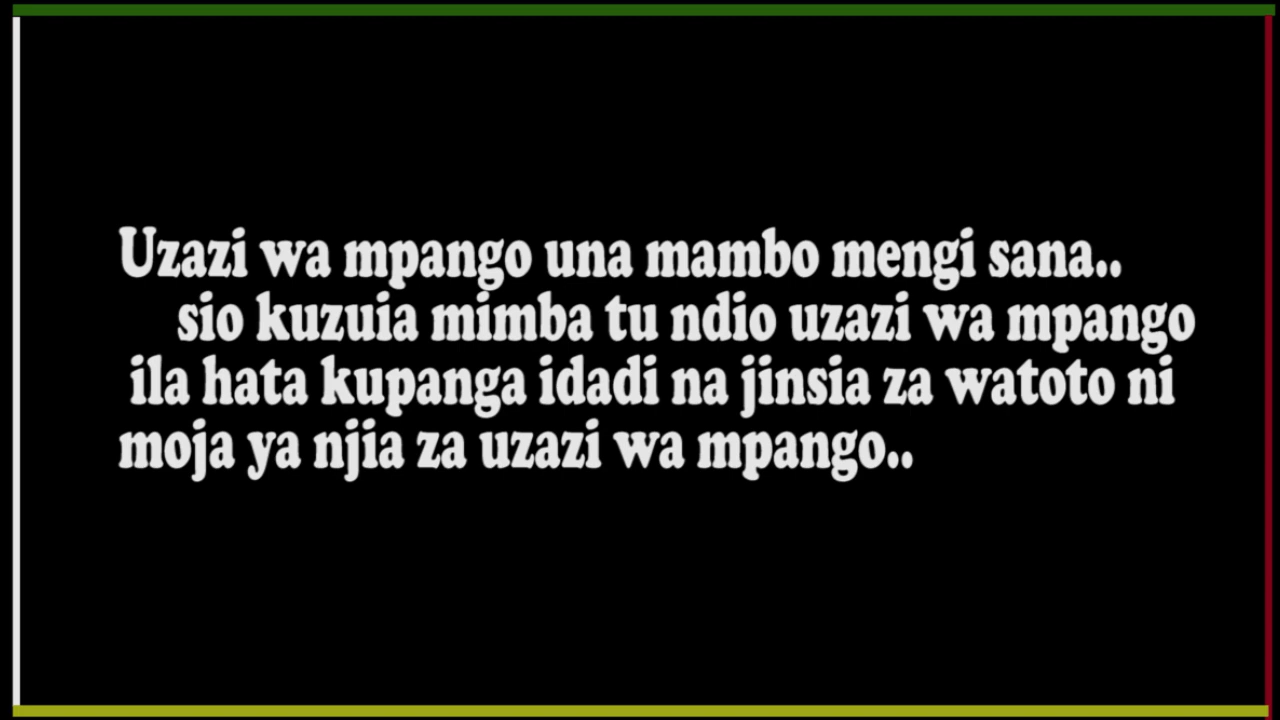 Uzazi wa mpango una mambo mengi sana..
sio kuzuia mimba tu ndio uzazi wa mpango
ila hata kupanga idadi na jinsia za watoto ni
moja ya njia za uzazi wa mpango..